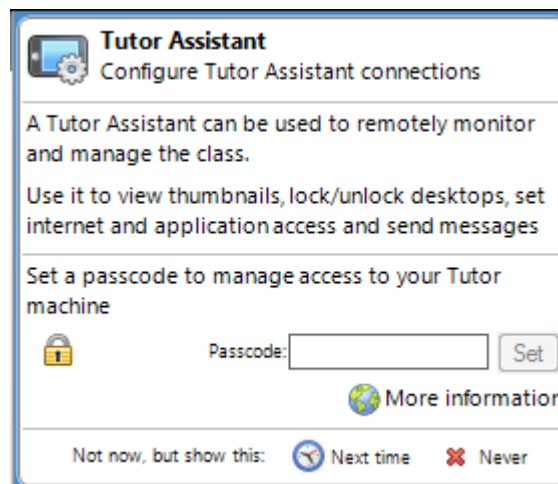 Tutor Assistant
Configure Tutor Assistant connections
A Tutor Assistant can be used to remotely monitor
and manage the class.
Use it to view thumbnails, lock/unlock desktops, set
internet and application access and send messages
Set a passcode to manage access to your Tutor
machine
Passcode: Set
More information
Not now, but show this: Next time Never